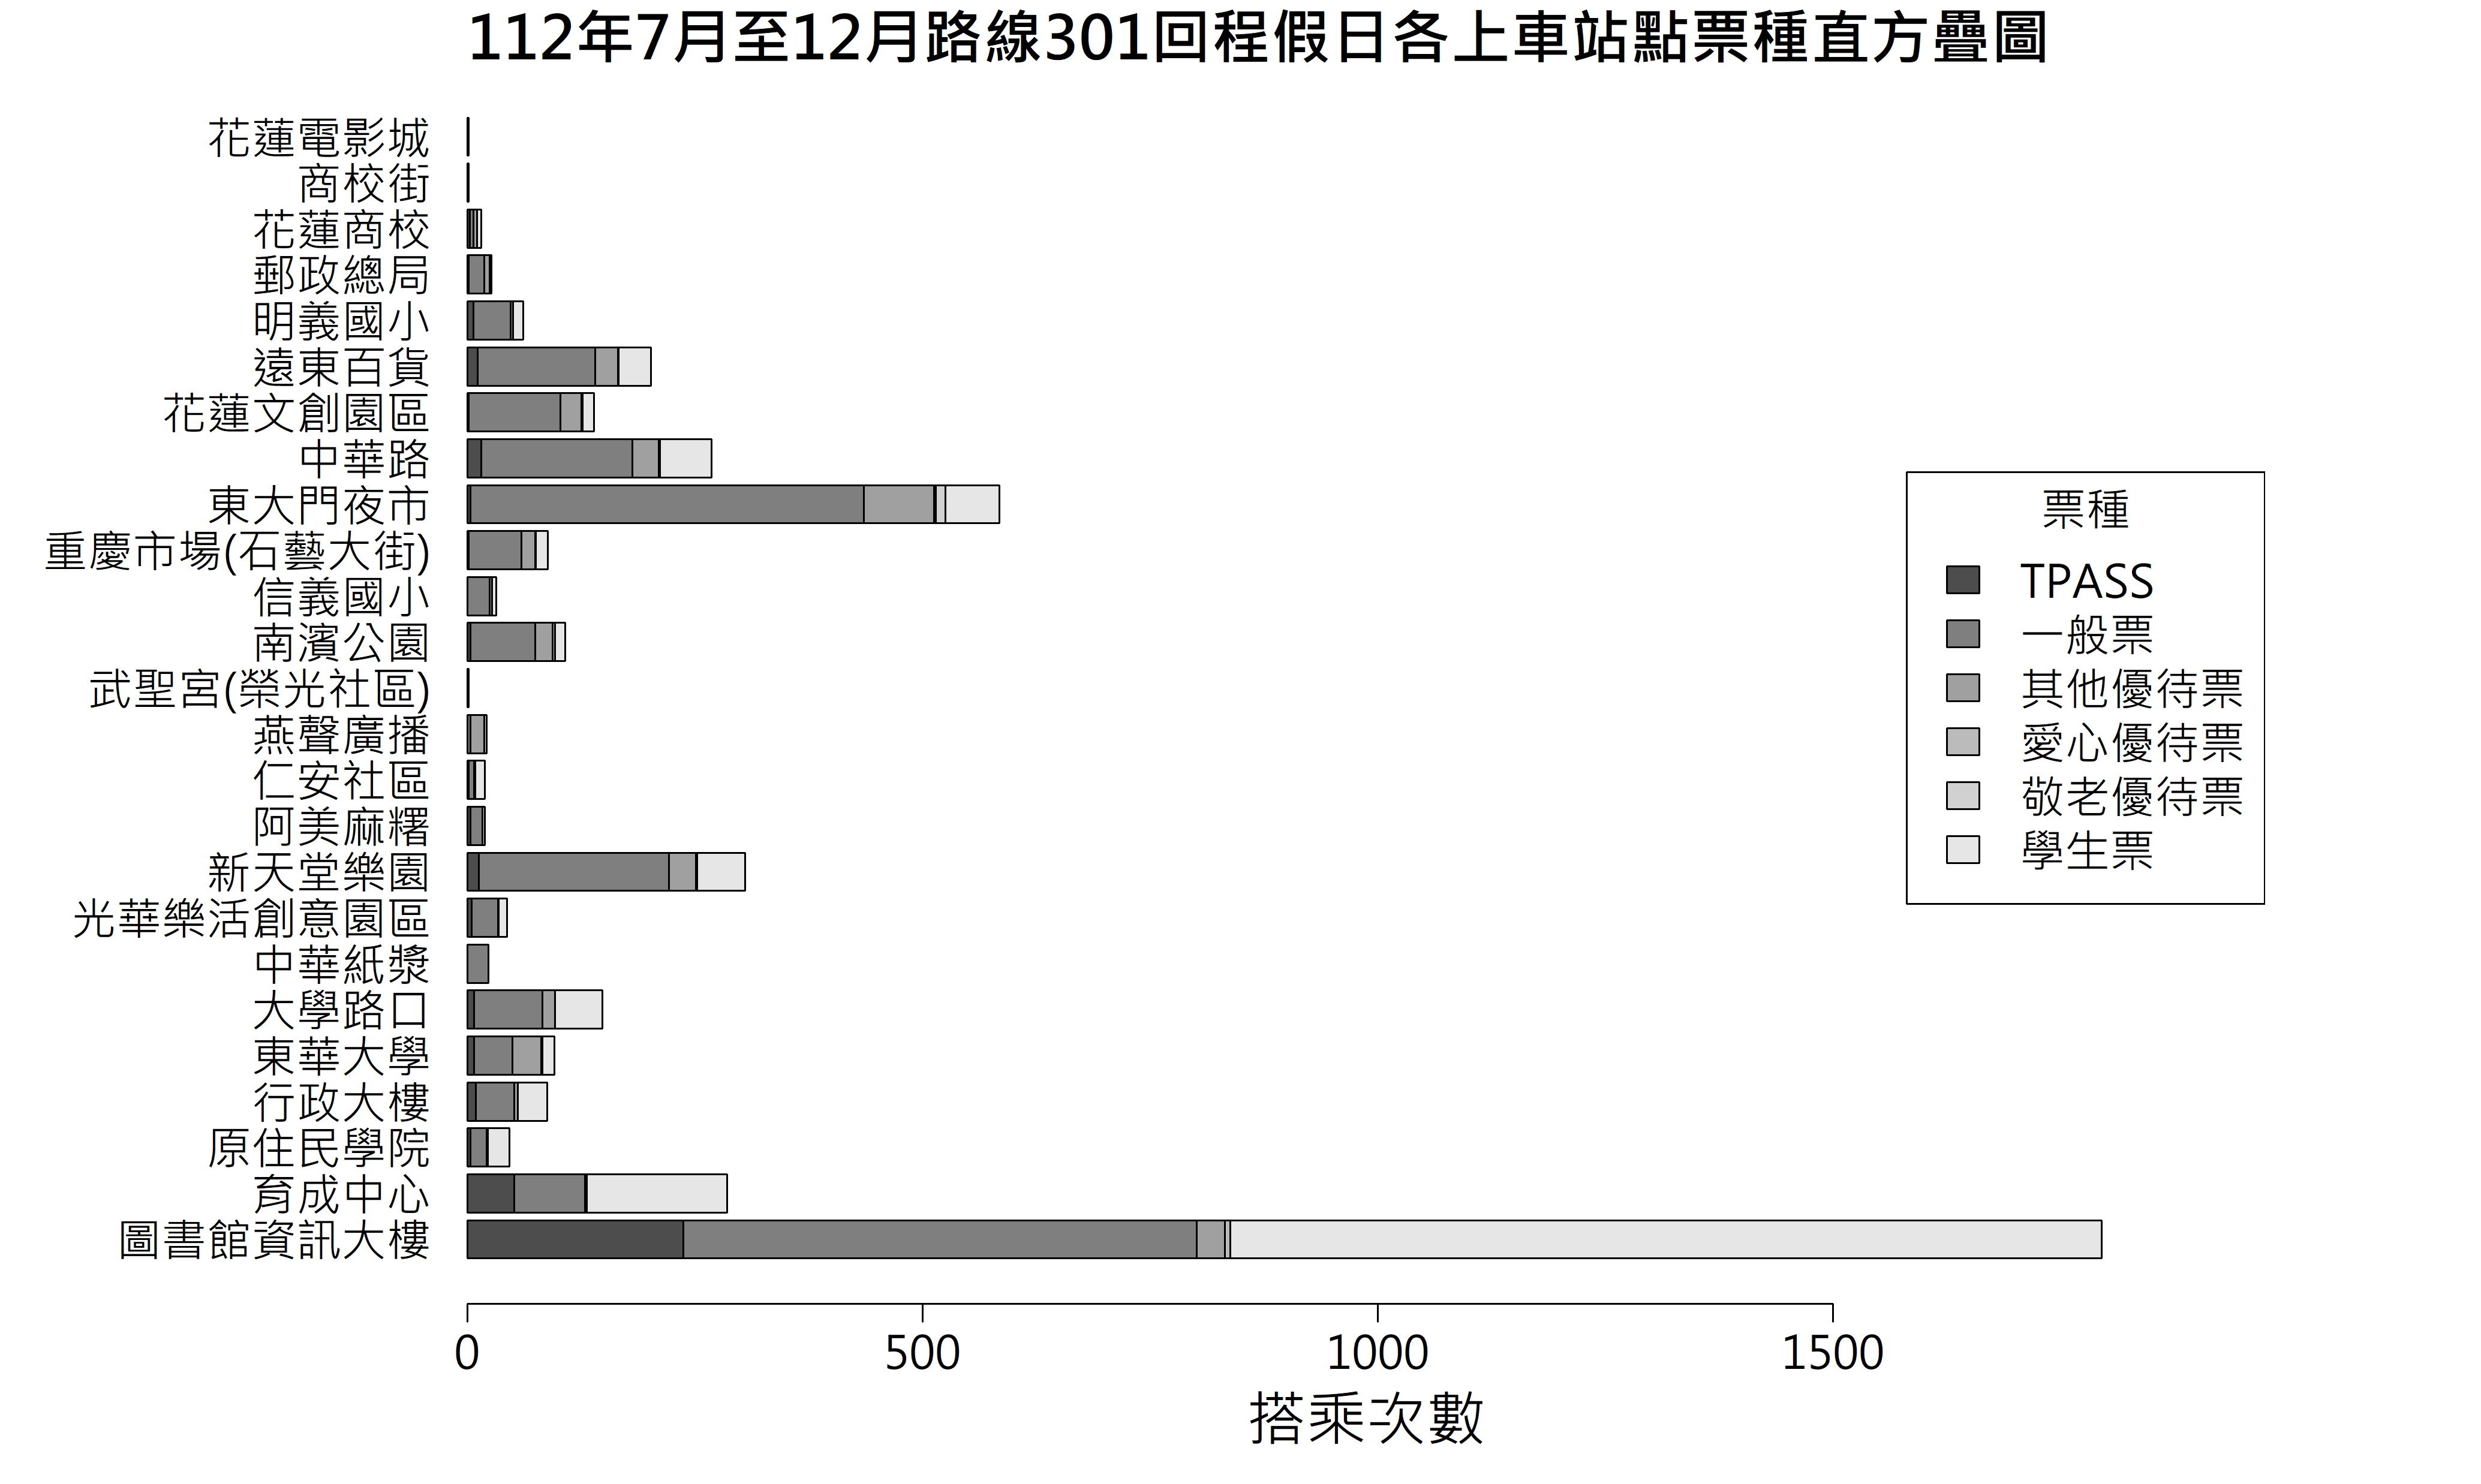 112年7月至12月路線301回程假日各上車站點票種直方疊圖
花蓮電影城
商校街
花蓮商校
郵政總局
明義國小
遠東百貨
花蓮文創園區
中華路
東大門夜市
重慶市場(石藝大街)
信義國小
南濱公園
武聖宮(榮光社區)
燕聲廣播
仁安社區
阿美麻糬
新天堂樂園
光華樂活創意園區
中華紙漿
大學路口
東華大學
行政大樓
原住民學院
育成中心
圖書館資訊大樓
票種
TPASS
一般票
其他優待票
愛心優待票
敬老優待票
學生票
0 500 1000 1500
搭乘次數